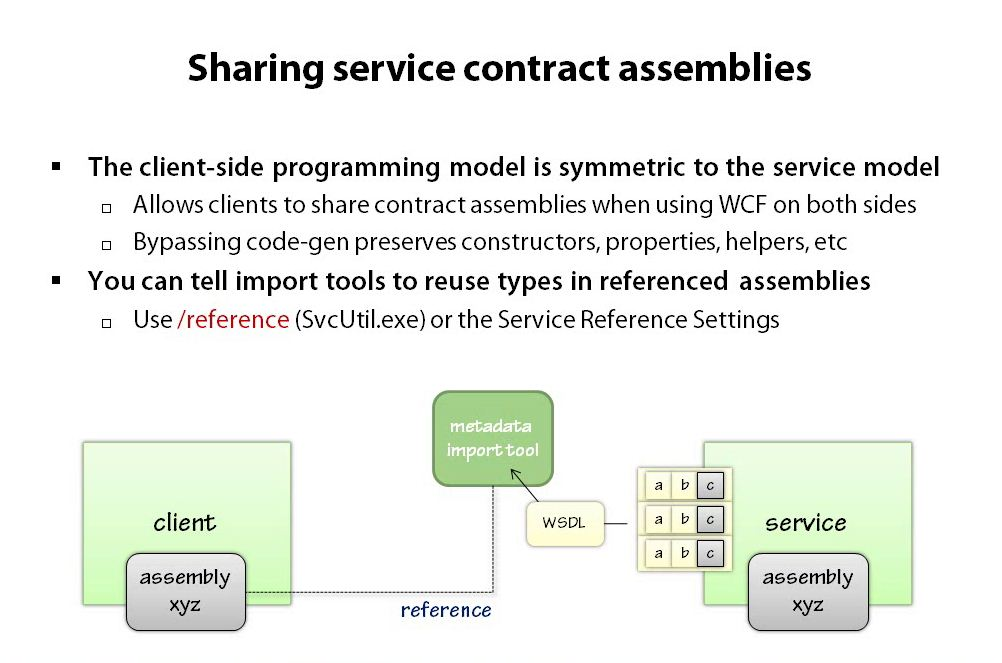 Sharing service contract assemblies
▪ The client-side programming model is symmetric to the service model
□ Allows clients to share contract assemblies when using WCF on both sides
□ Bypassing code-gen preserves constructors, properties, helpers, etc
▪ You can tell import tools to reuse types in referenced assemblies
□ Use /reference (SvcUtil.exe) or the Service Reference Settings
metadata
import tool
client
assembly
xyz
reference
WSDL
a b c
a b c
a b c
service
assembly
xyz